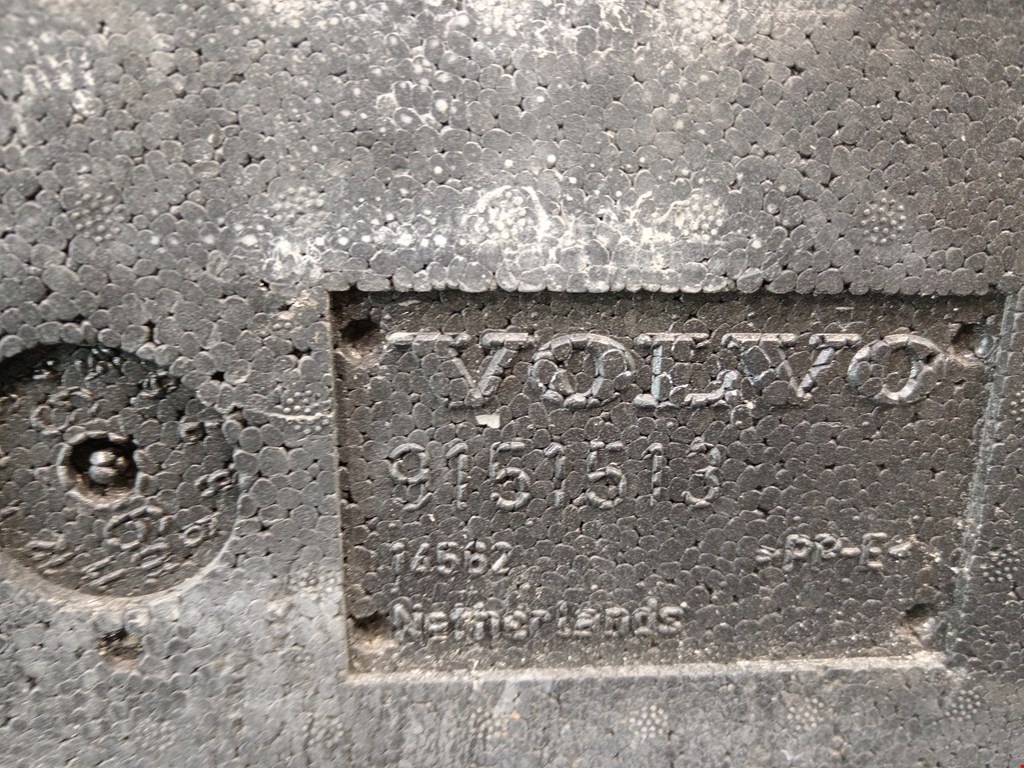 VOLVO
9151513
14562
>PP-E<
Netherlands